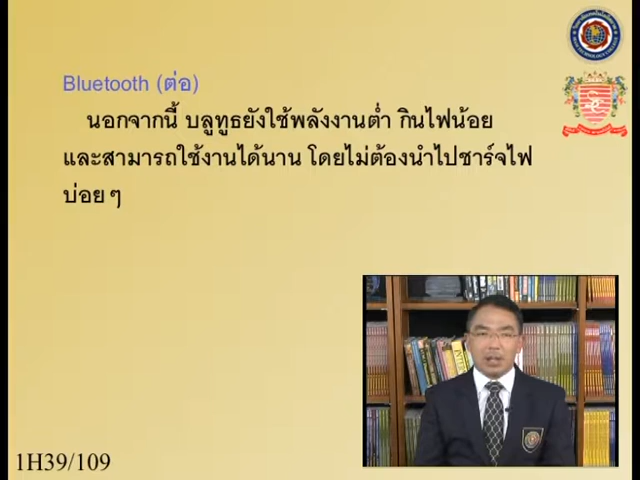 Bluetooth (ต่อ)
นอกจากนี้ บลูทูธยังใช้พลังงานต่ำ กินไฟน้อย
และสามารถใช้งานได้นาน โดยไม่ต้องนำไปชาร์จไฟ
บ่อยๆ
1H39/109